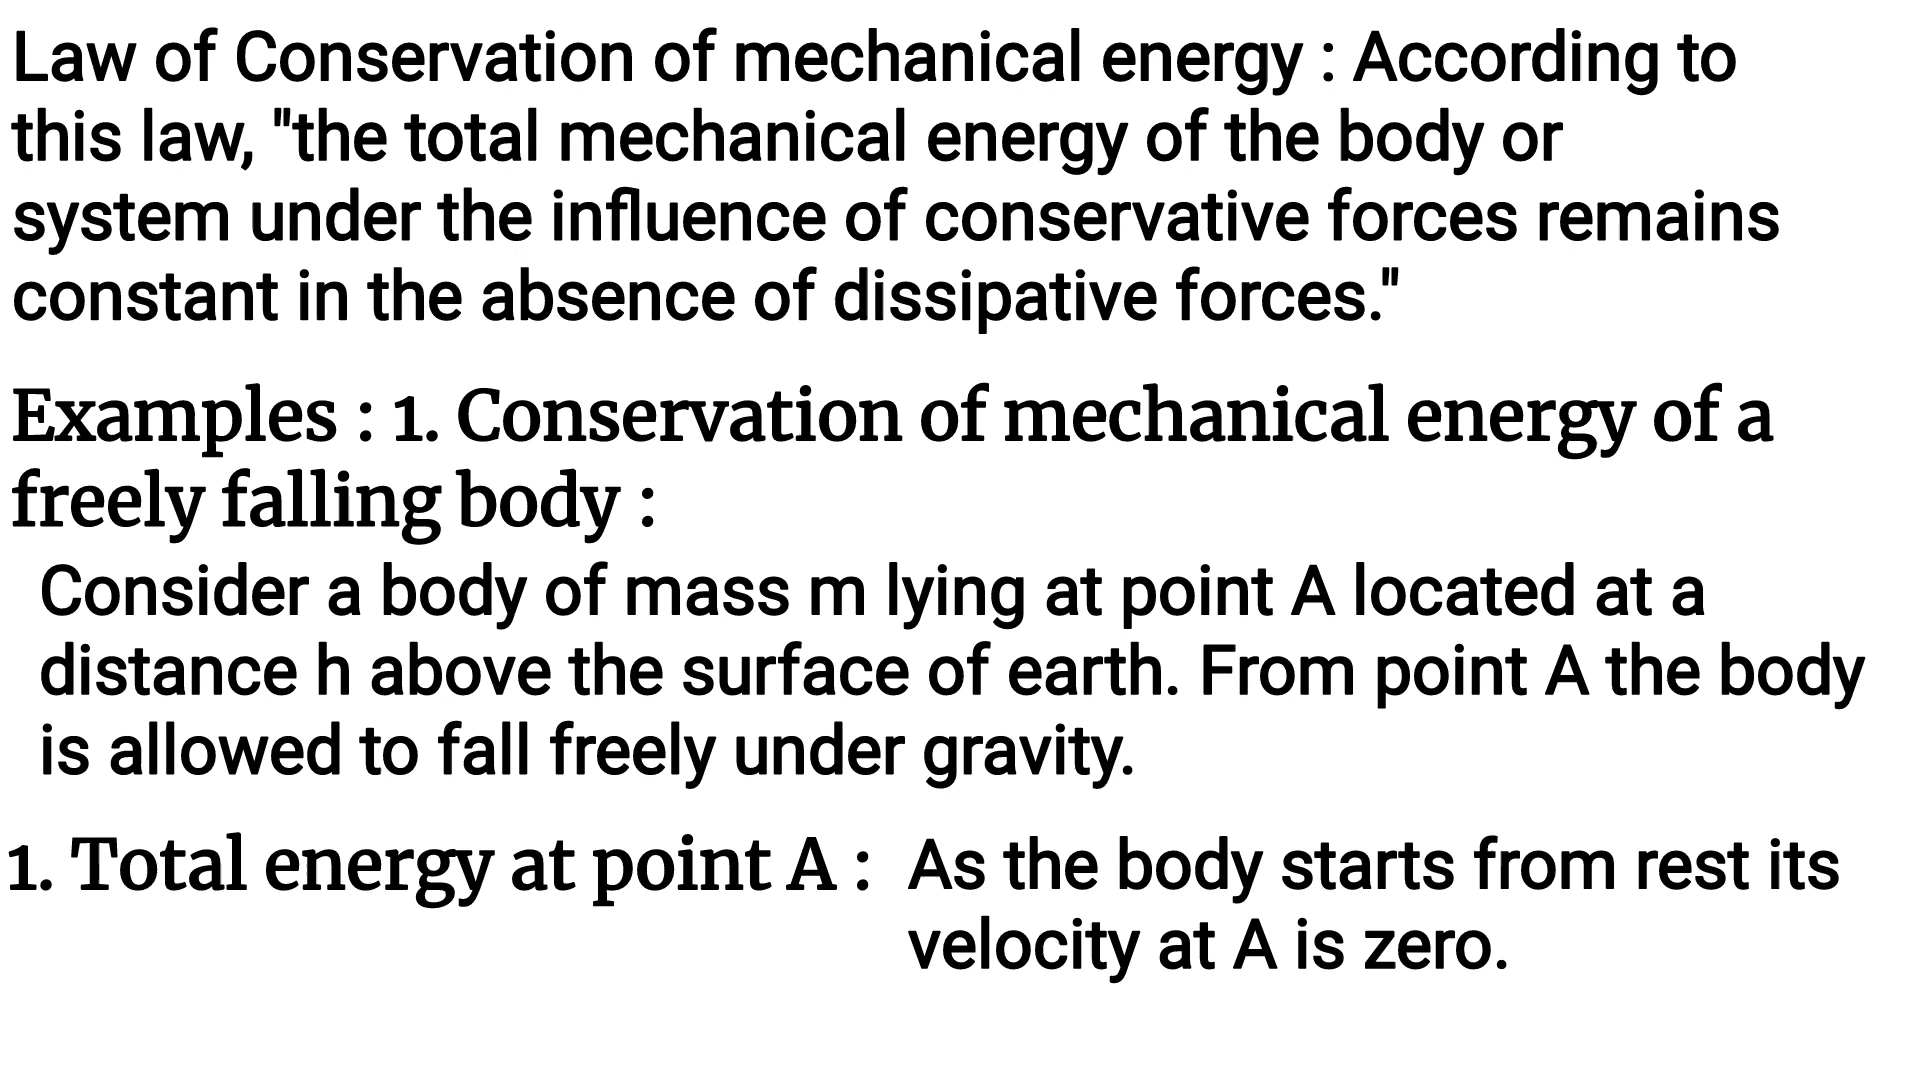 Law of Conservation of mechanical energy : According to
this law, "the total mechanical energy of the body or
system under the influence of conservative forces remains
constant in the absence of dissipative forces."
Examples : 1. Conservation of mechanical energy of a
freely falling body :
Consider a body of mass m lying at point A located at a
distance h above the surface of earth. From point A the body
is allowed to fall freely under gravity.
1. Total energy at point A : As the body starts from rest its
velocity at A is zero.